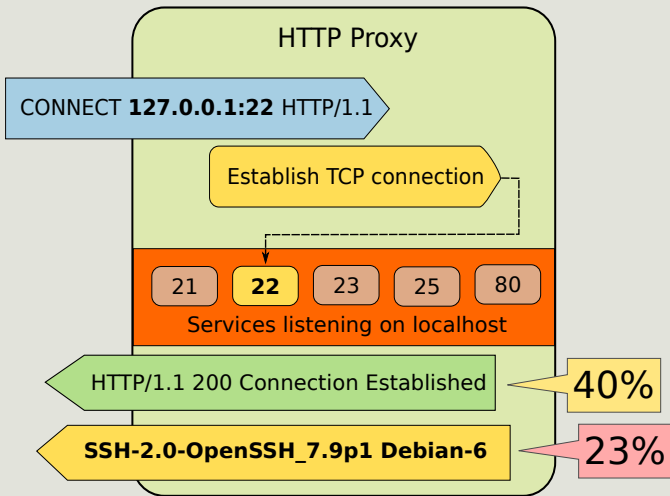 HTTP Proxy
CONNECT 127.0.0.1:22 HTTP/1.1
Establish TCP connection
21 22 23 25 80
Services listening on localhost
HTTP/1.1 200 Connection Established
40%
SSH-2.0-OpenSSH_7.9p1 Debian-6
23%